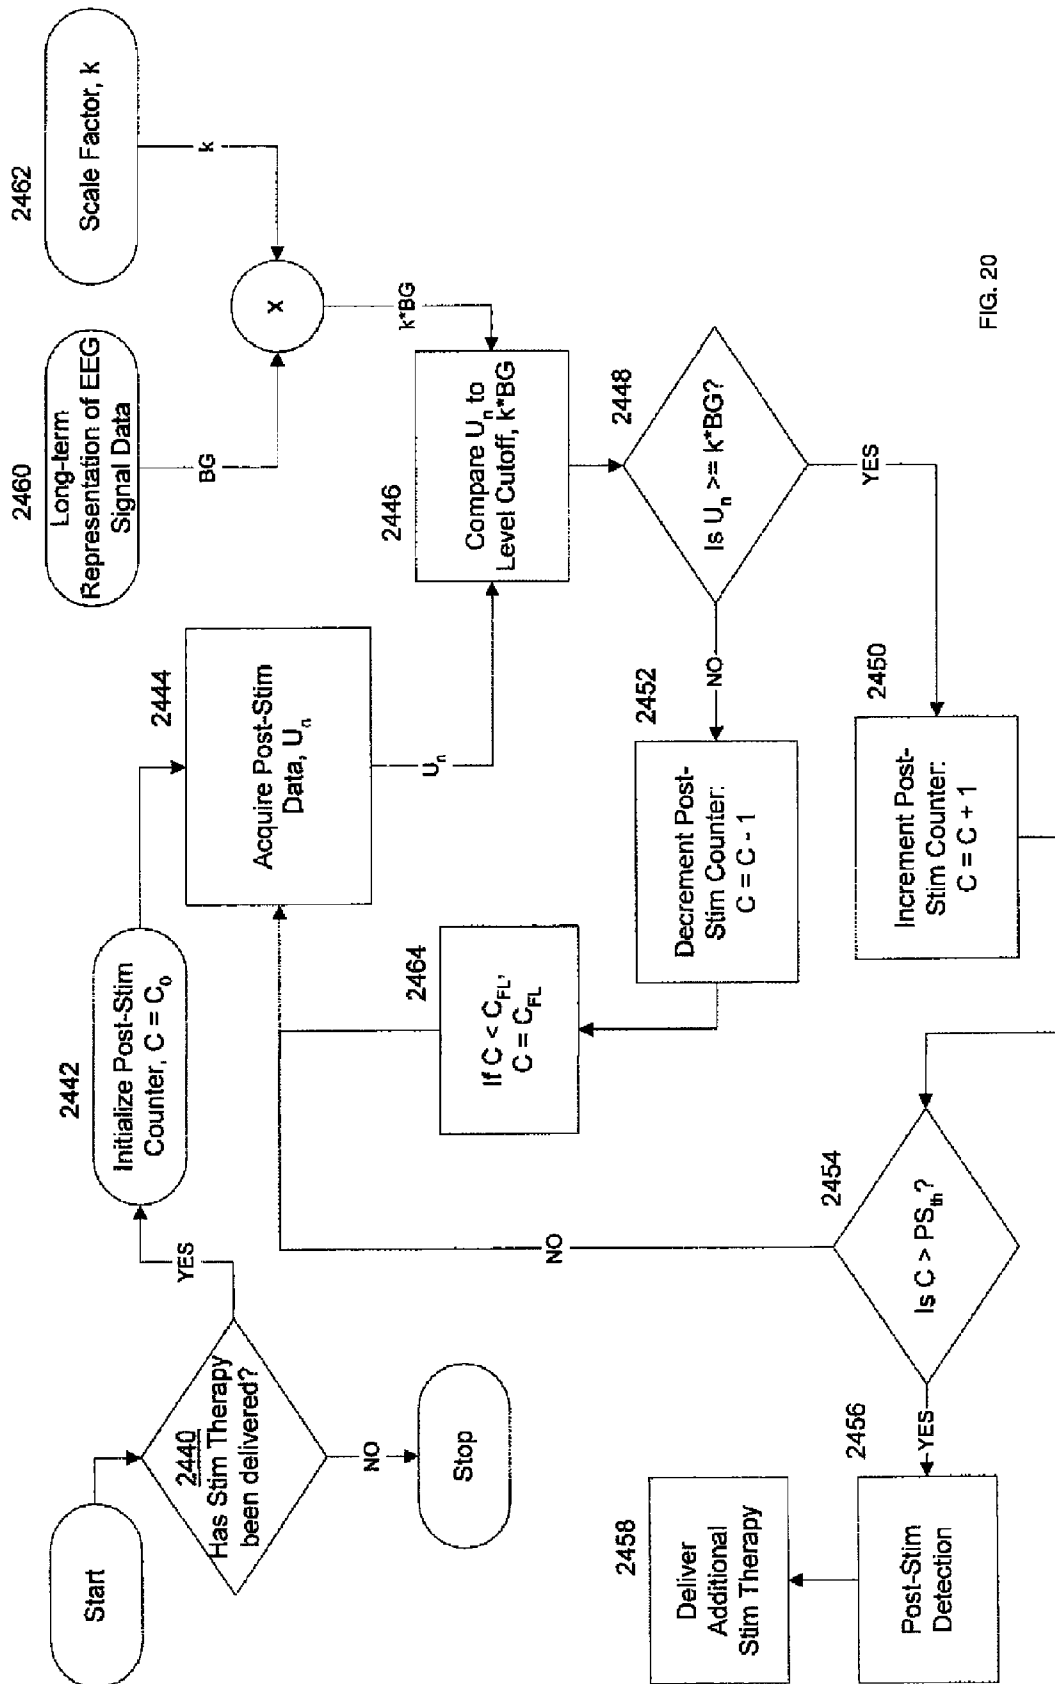 Start
2440
Has Stim Therapy
been delivered?
NO
Stop
YES
2442
Initialize Post-Stim
Counter, C = C0
2444
Acquire Post-Stim
Data, Un
Un
2460
Long-term
Representation of EEG
Signal Data
BG
2462
Scale Factor, k
k
X
k*BG
2446
Compare Un to
Level Cutoff, k*BG
2448
Is Un >= k*BG?
NO
YES
2452
Decrement Post-
Stim Counter:
C = C - 1
2464
If C < CFL,
C = CFL
2450
Increment Post-
Stim Counter:
C = C + 1
2454
Is C > PSth?
NO
YES
2456
Post-Stim
Detection
2458
Deliver
Additional
Stim Therapy
FIG. 20